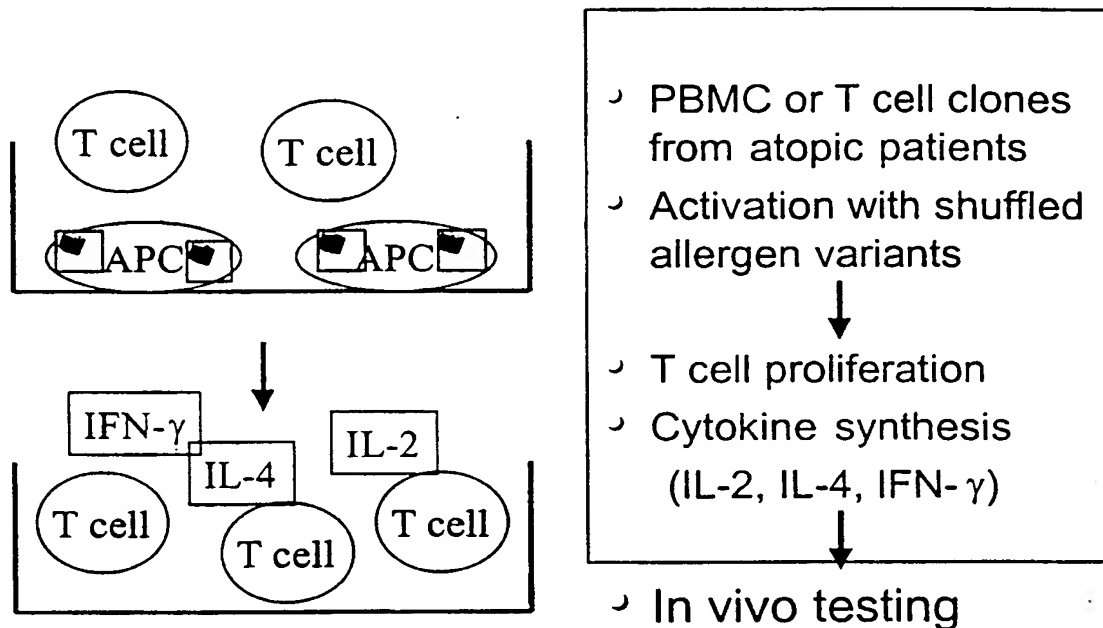 T cell
T cell
APC
APC
IFN-γ
IL-4
IL-2
T cell
T cell
T cell
PBMC or T cell clones
from atopic patients
Activation with shuffled
allergen variants
T cell proliferation
Cytokine synthesis
(IL-2, IL-4, IFN- γ)
In vivo testing